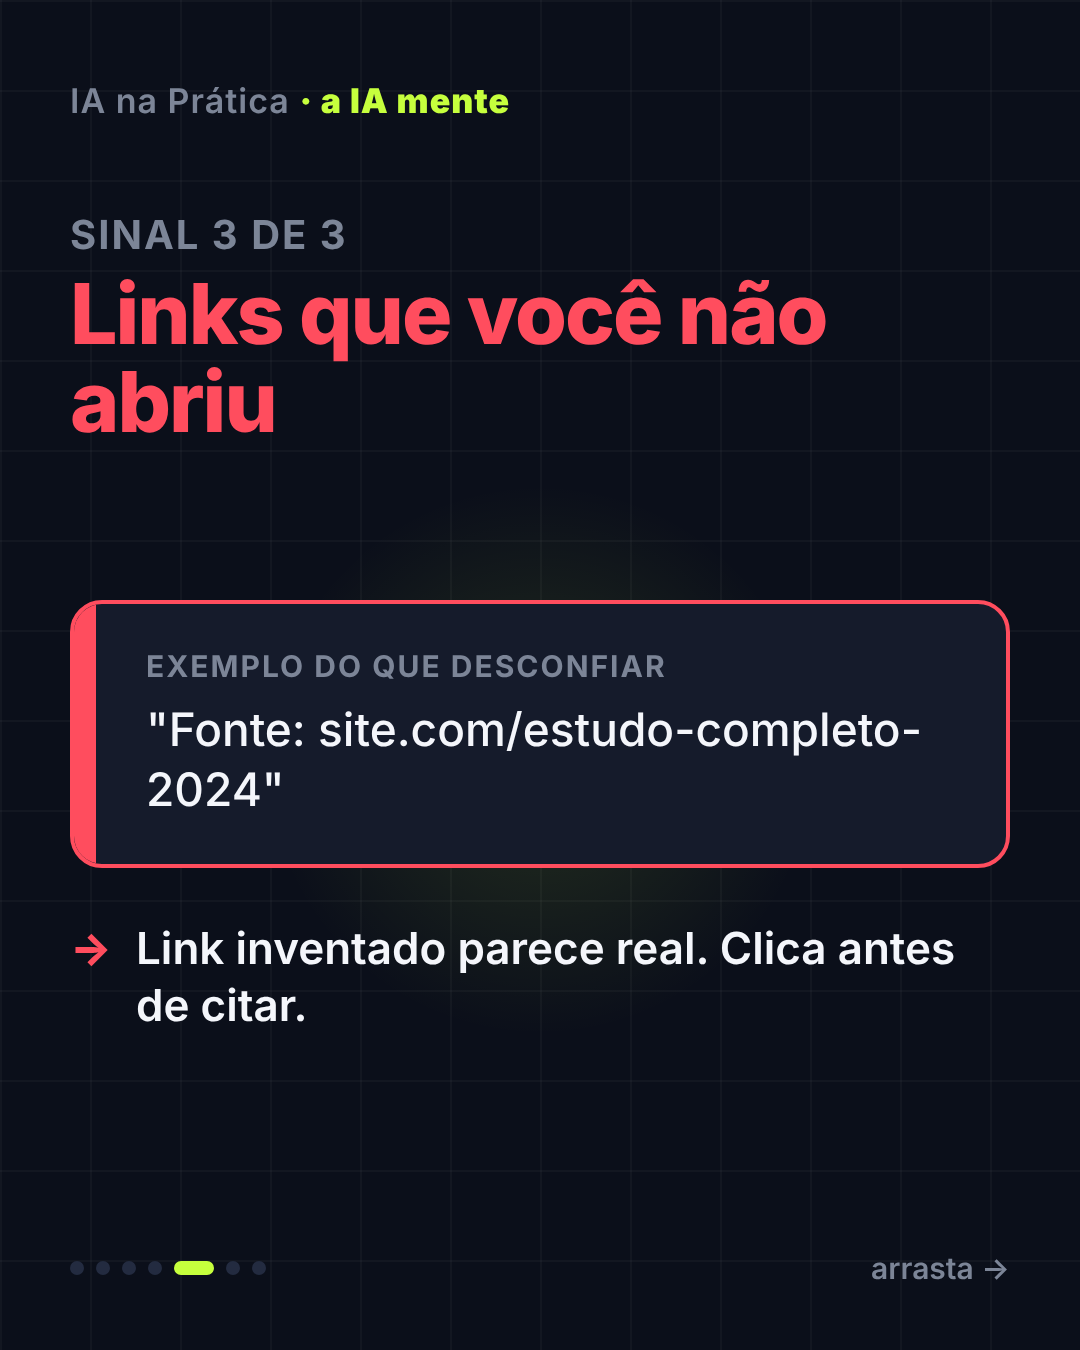 IA na Prática · a IA mente
SINAL 3 DE 3
Links que você não
abriu
EXEMPLO DO QUE DESCONFIAR
"Fonte: site.com/estudo-completo-
2024"
→ Link inventado parece real. Clica antes
de citar.
arrasta →